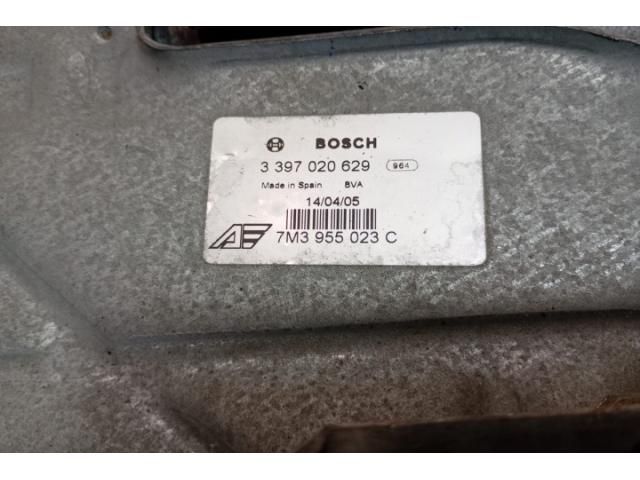 BOSCH
3 397 020 629 964
Made in Spain BVA
14/04/05
7M3 955 023 C